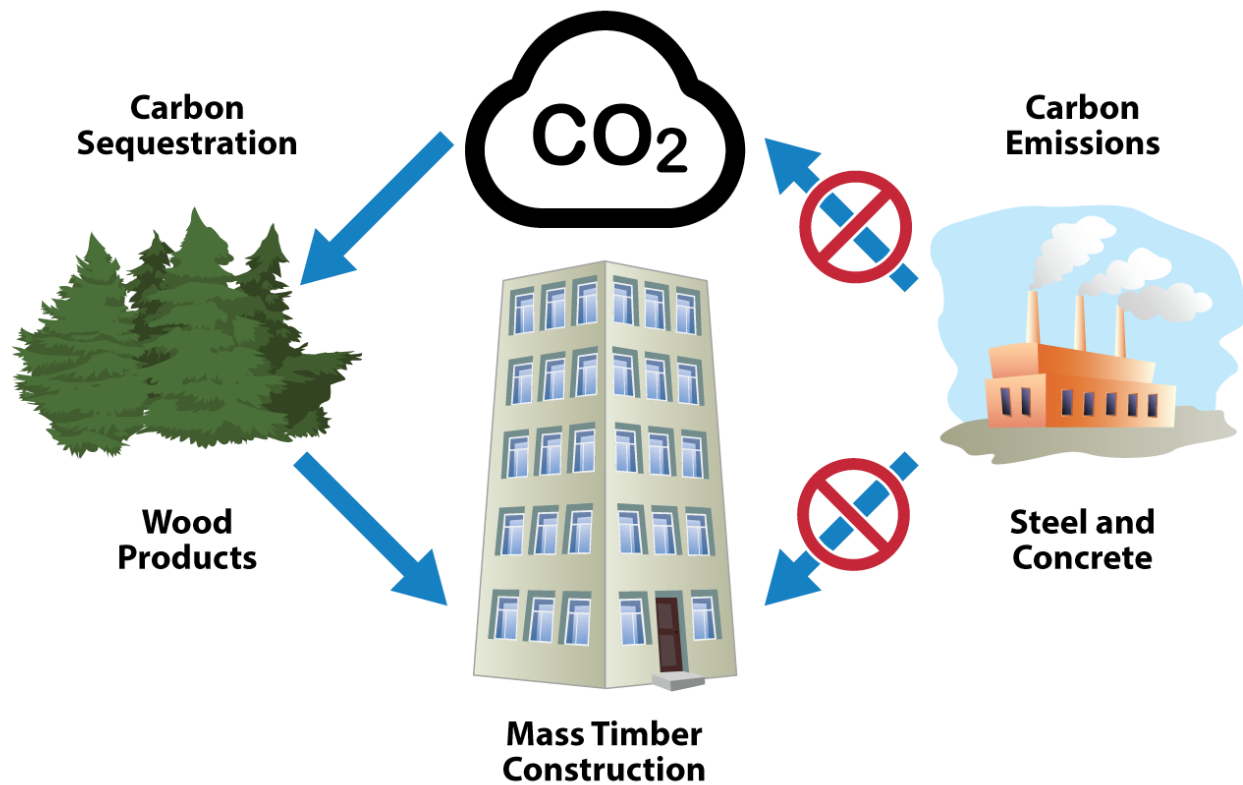 Carbon
Sequestration
CO₂
Carbon
Emissions
Wood
Products
Steel and
Concrete
Mass Timber
Construction